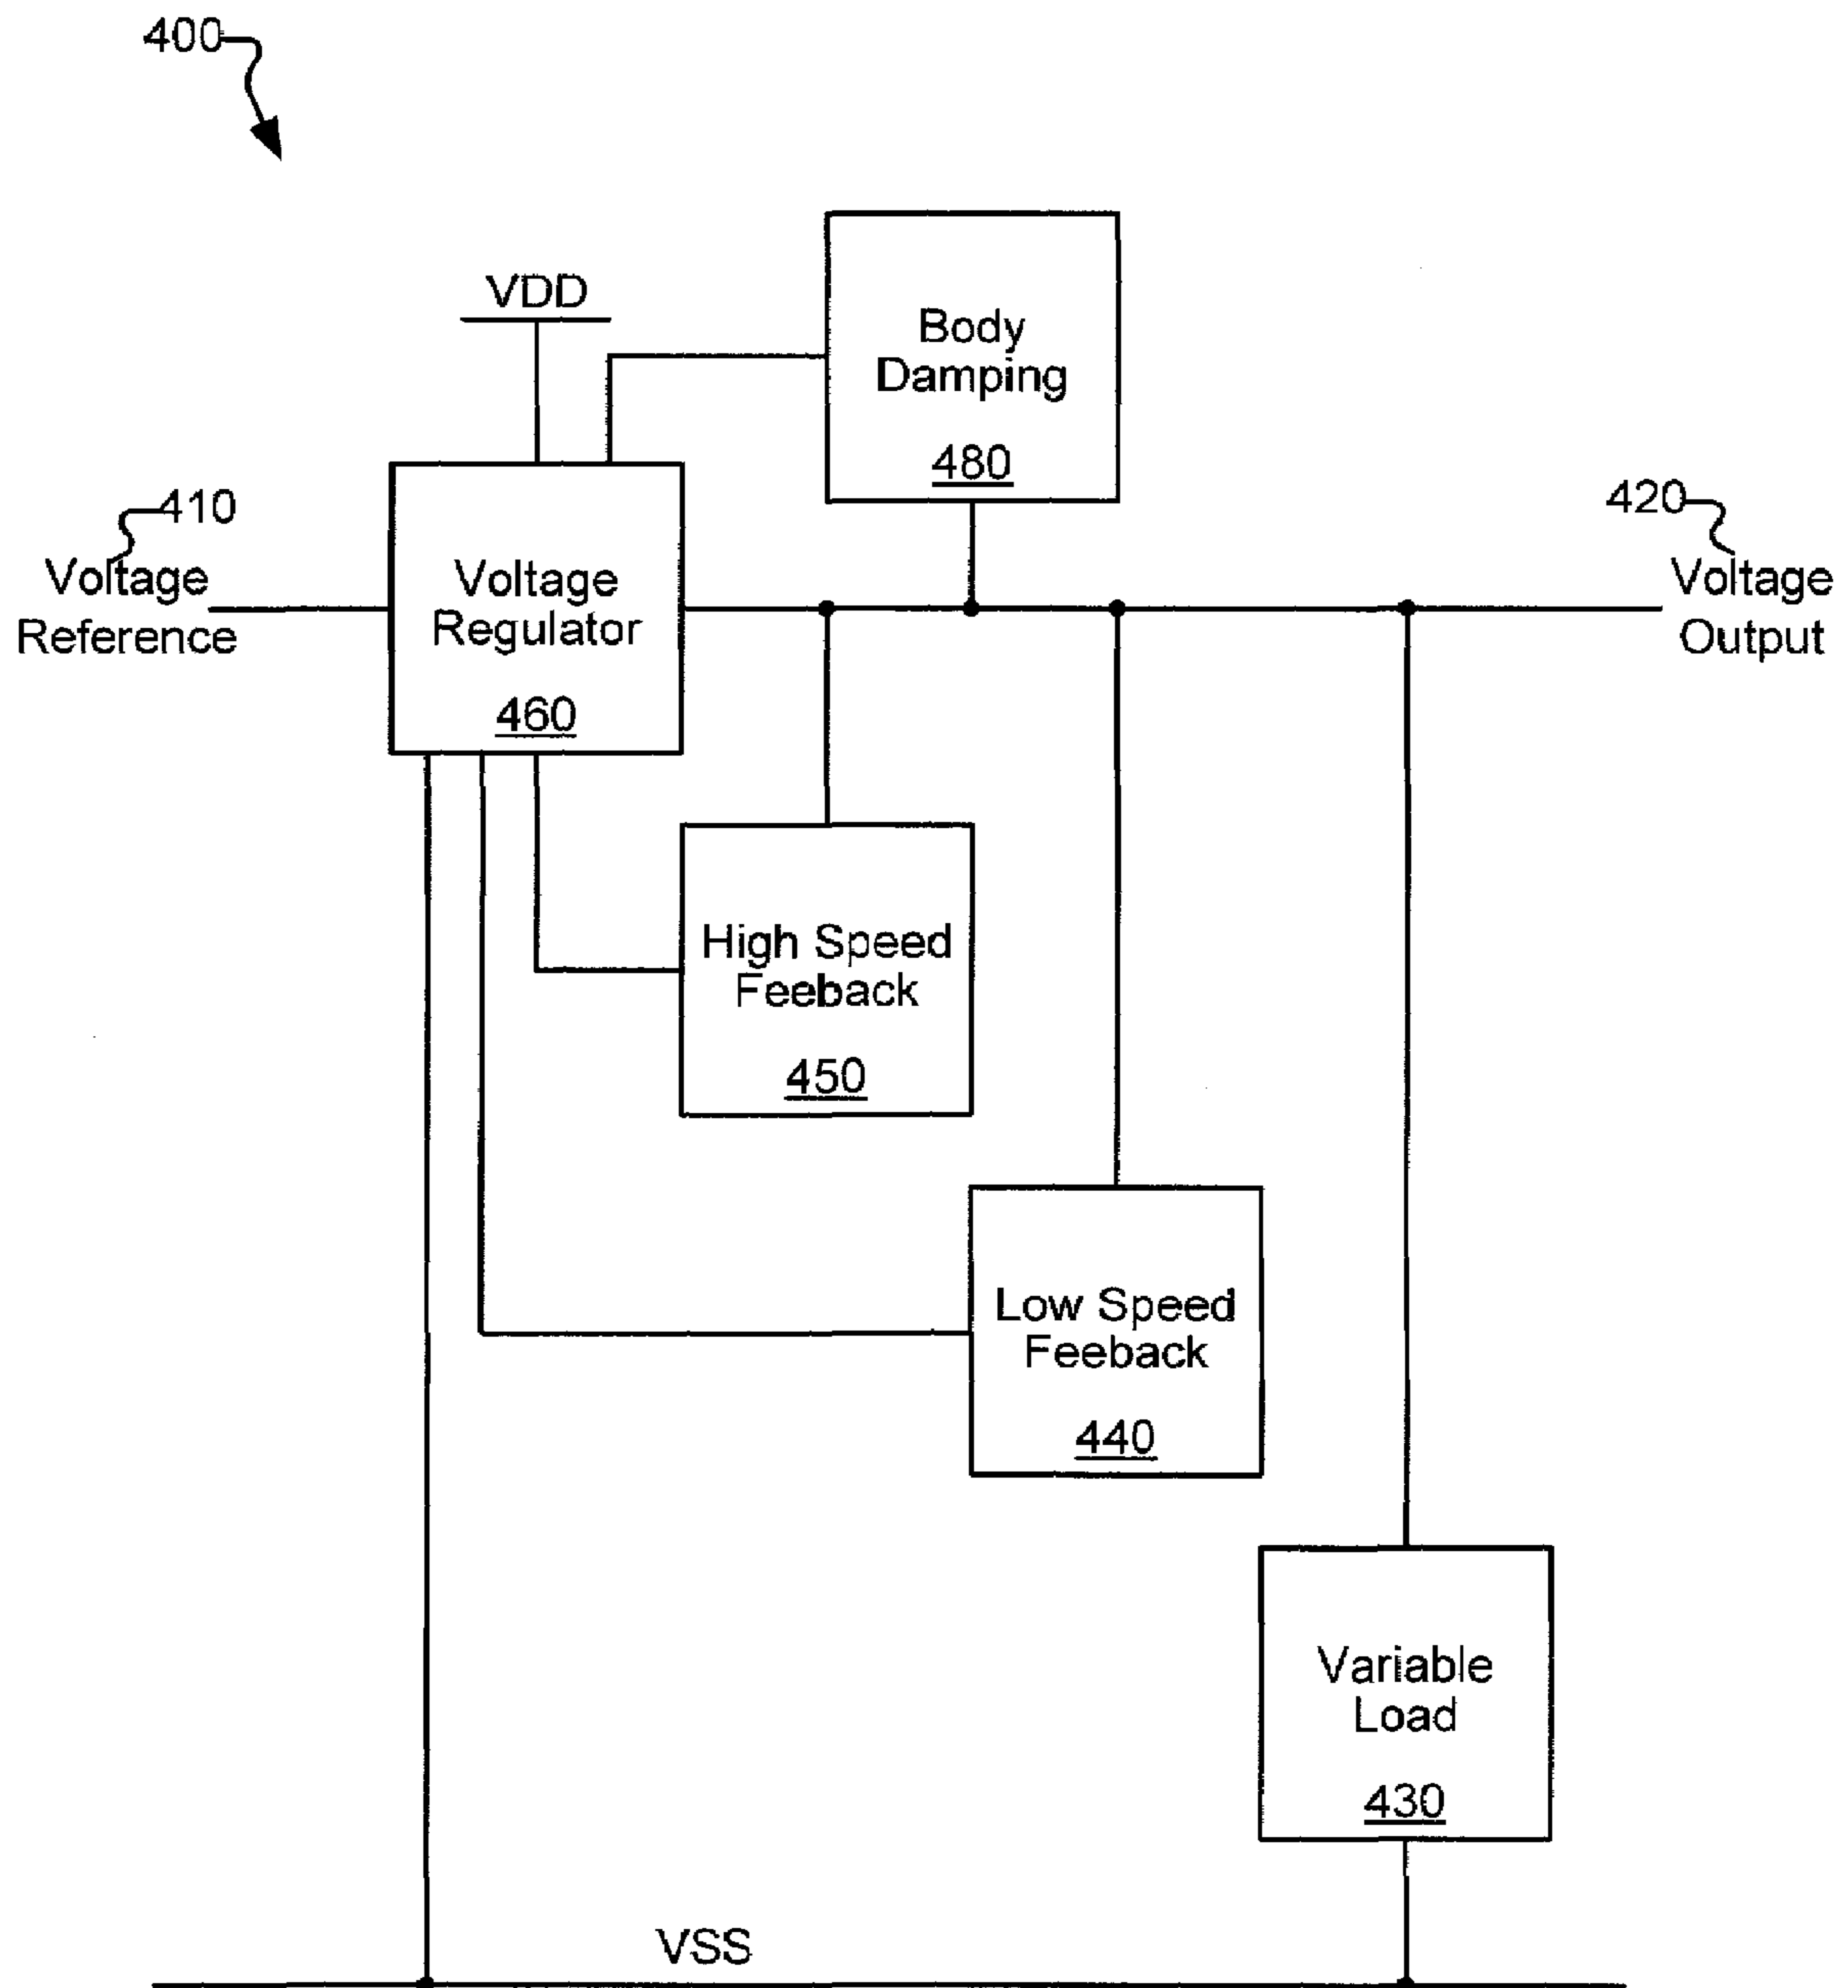 400
VDD
Body
Damping
480
410
Voltage
Reference
Voltage
Regulator
460
420
Voltage
Output
High Speed
Feeback
450
Low Speed
Feeback
440
Variable
Load
430
VSS